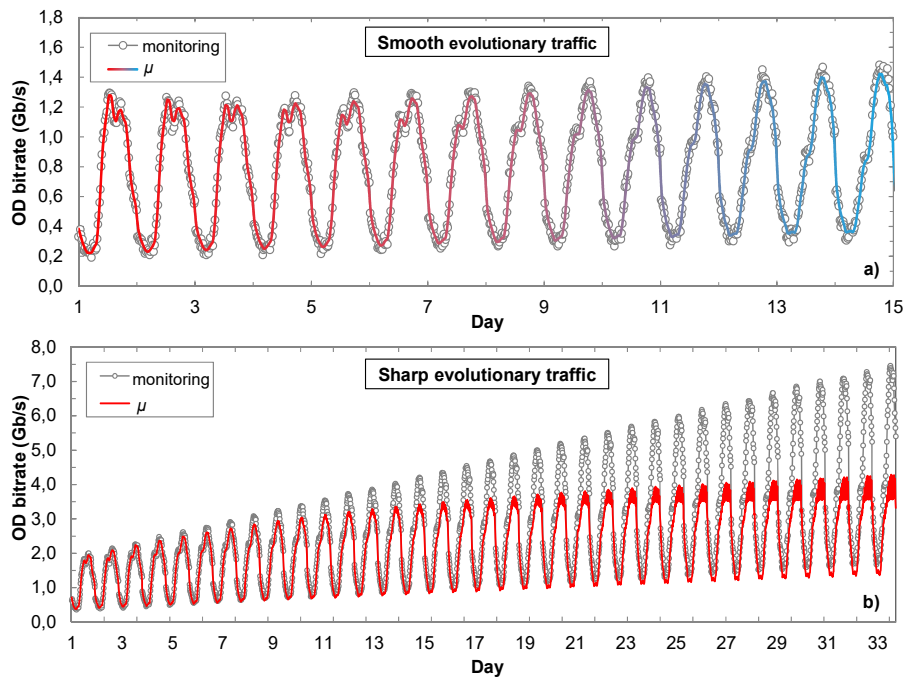 Smooth evolutionary traffic
monitoring
μ
OD bitrate (Gb/s)
1,8
1,6
1,4
1,2
1,0
0,8
0,6
0,4
0,2
0,0
a)
1 3 5 7 9 11 13 15
Day
Sharp evolutionary traffic
monitoring
μ
OD bitrate (Gb/s)
8,0
7,0
6,0
5,0
4,0
3,0
2,0
1,0
0,0
b)
1 3 5 7 9 11 13 15 17 19 21 23 25 27 29 31 33
Day